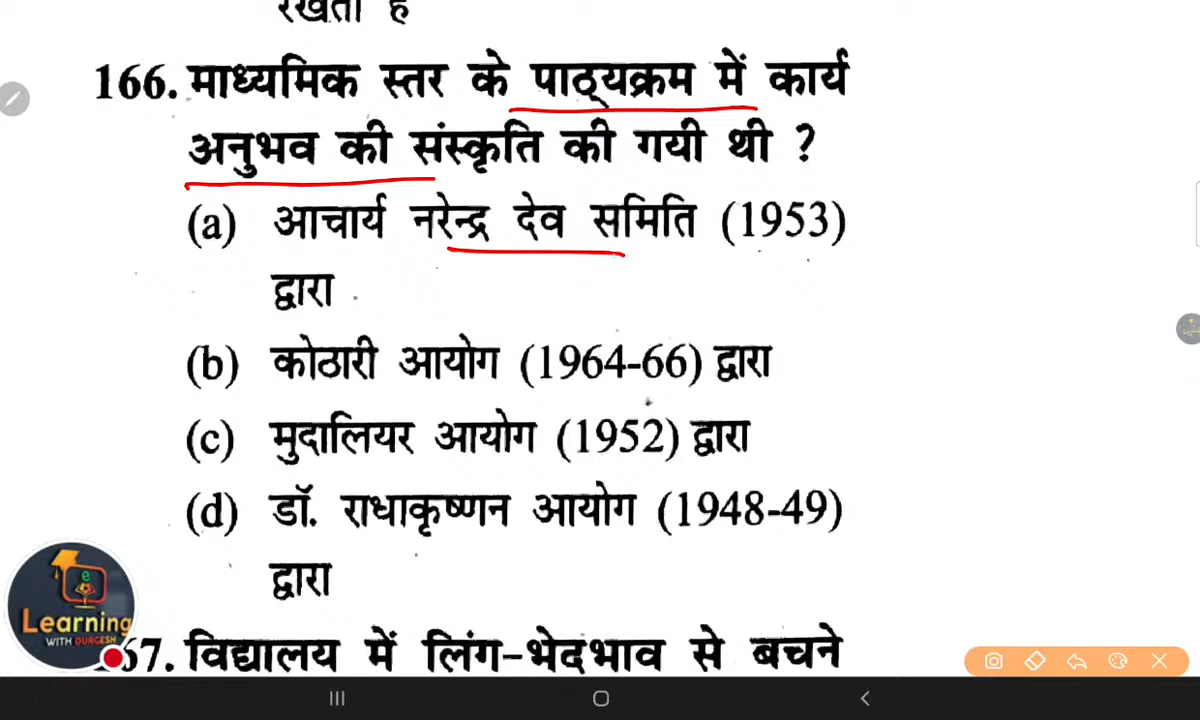 रखता है
166. माध्यमिक स्तर के पाठ्यक्रम में कार्य
अनुभव की संस्कृति की गयी थी ?
(a) आचार्य नरेन्द्र देव समिति (1953)
द्वारा
(b) कोठारी आयोग (1964-66) द्वारा
(c) मुदालियर आयोग (1952) द्वारा
(d) डॉ. राधाकृष्णन आयोग (1948-49)
द्वारा
Learning
WITH DURGESH
67. विद्यालय में लिंग-भेदभाव से बचने